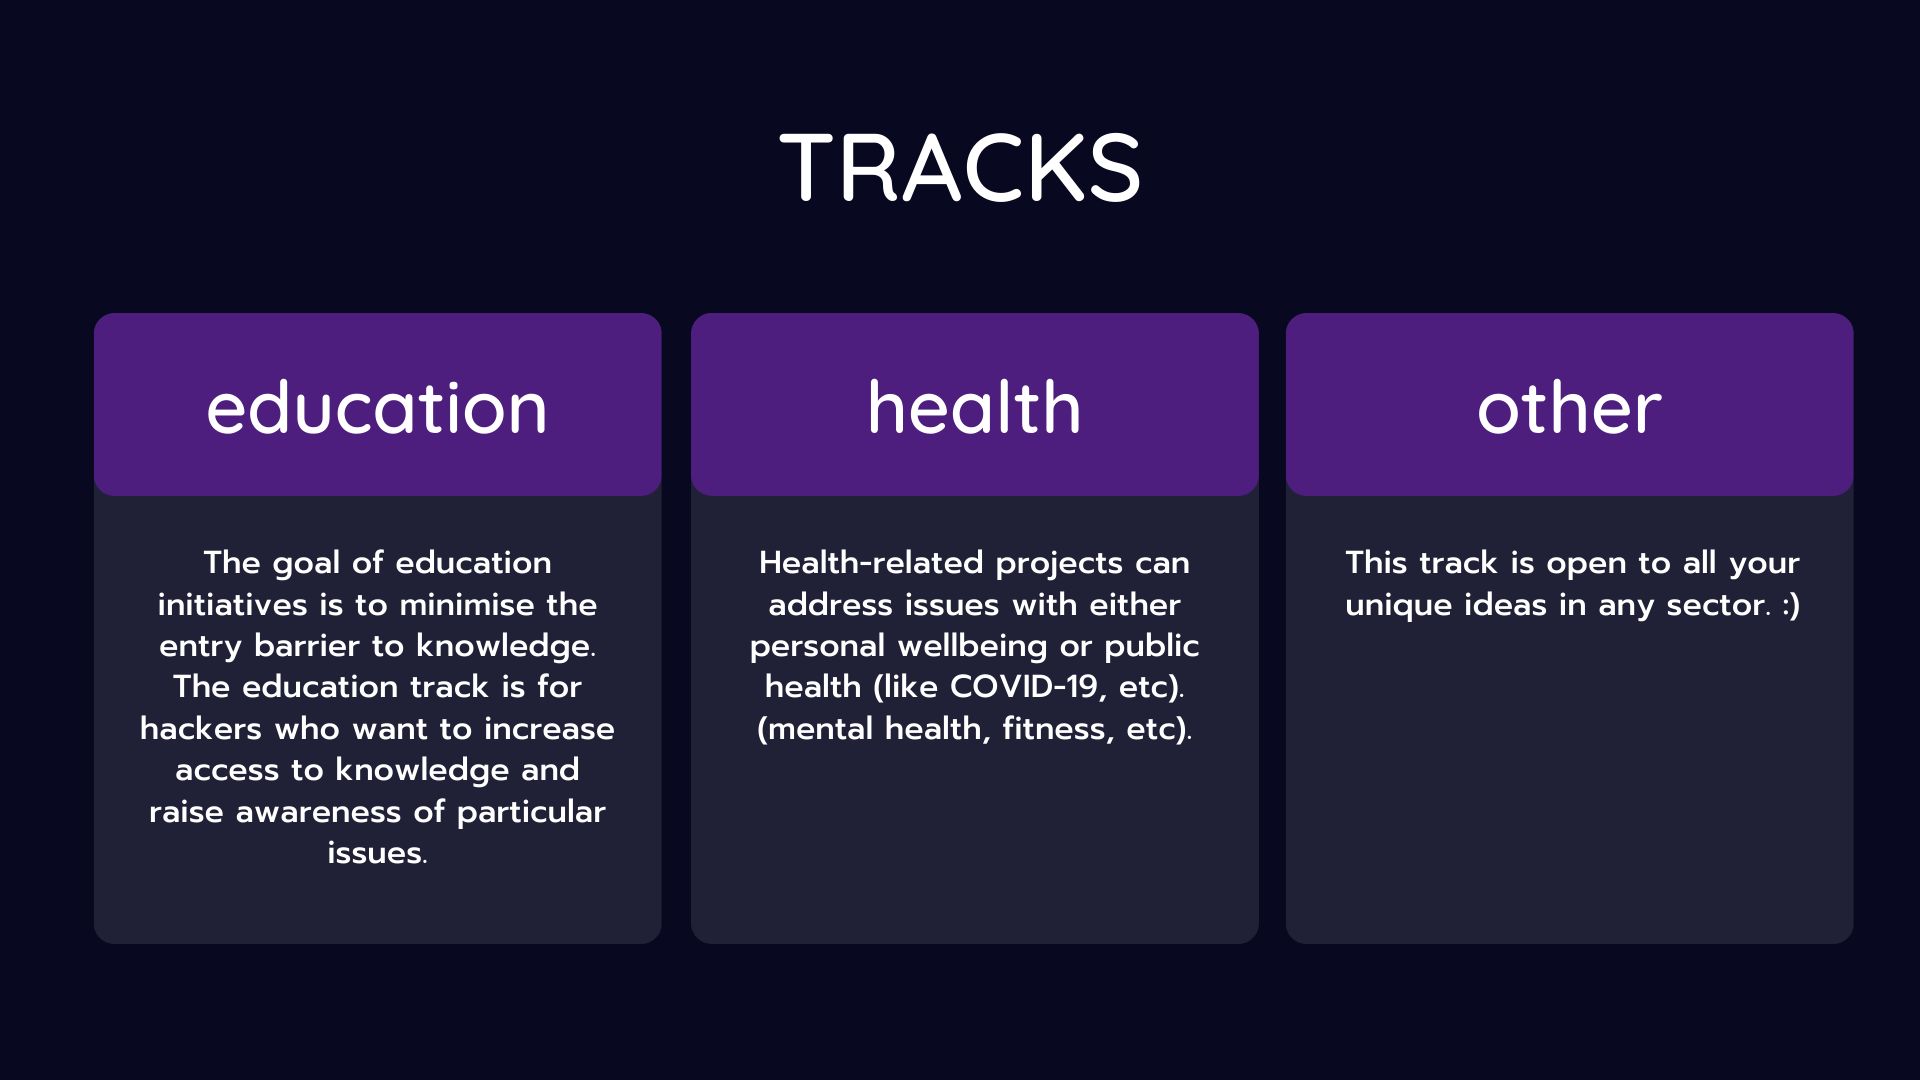 TRACKS
education
The goal of education
initiatives is to minimise the
entry barrier to knowledge.
The education track is for
hackers who want to increase
access to knowledge and
raise awareness of particular
issues.
health
Health-related projects can
address issues with either
personal wellbeing or public
health (like COVID-19, etc).
(mental health, fitness, etc).
other
This track is open to all your
unique ideas in any sector. :)